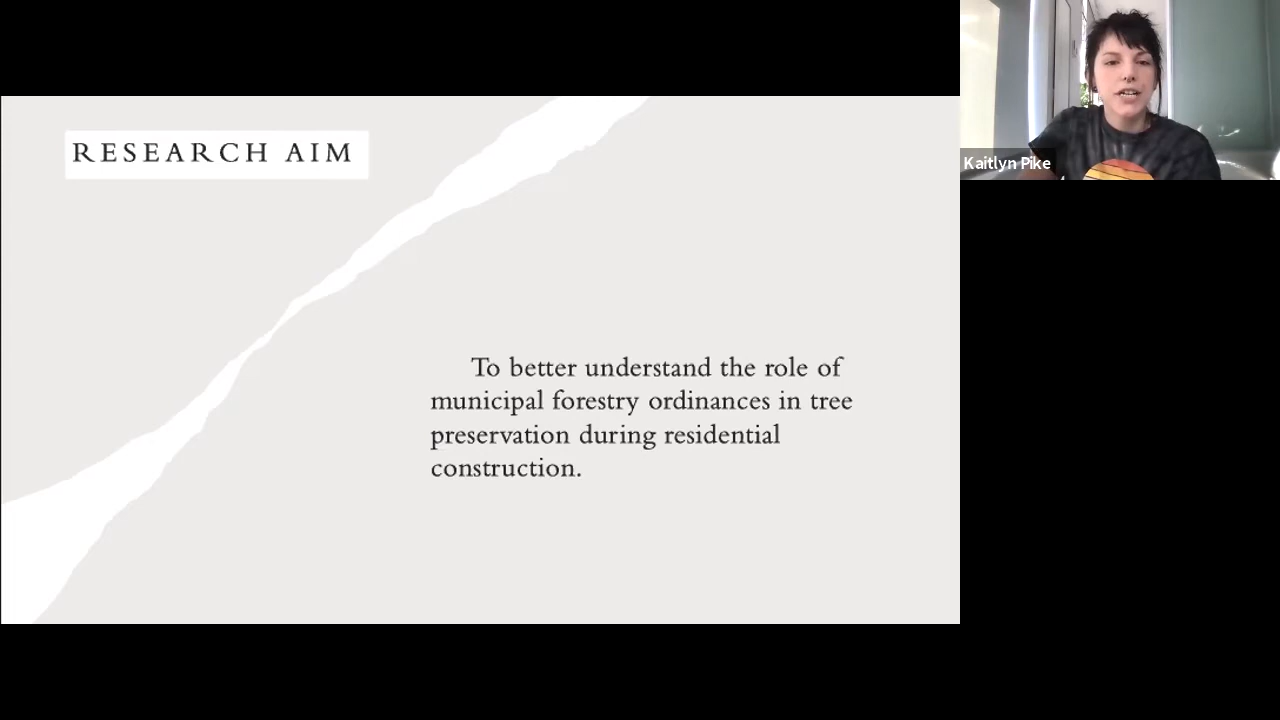 RESEARCH AIM
Kaitlyn Pike
To better understand the role of
municipal forestry ordinances in tree
preservation during residential
construction.